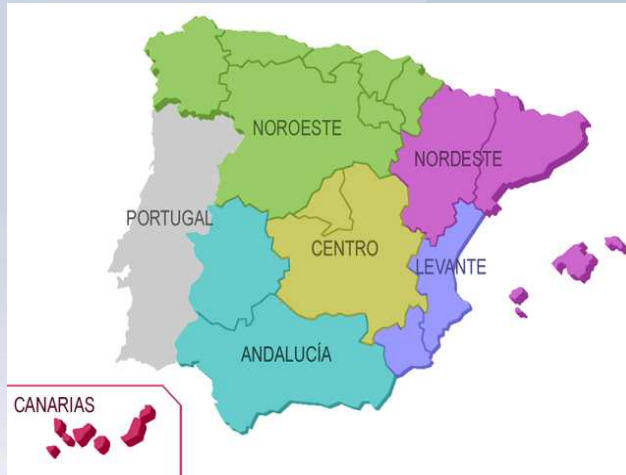 NOROESTE
NORDESTE
PORTUGAL
CENTRO
LEVANTE
ANDALUCÍA
CANARIAS